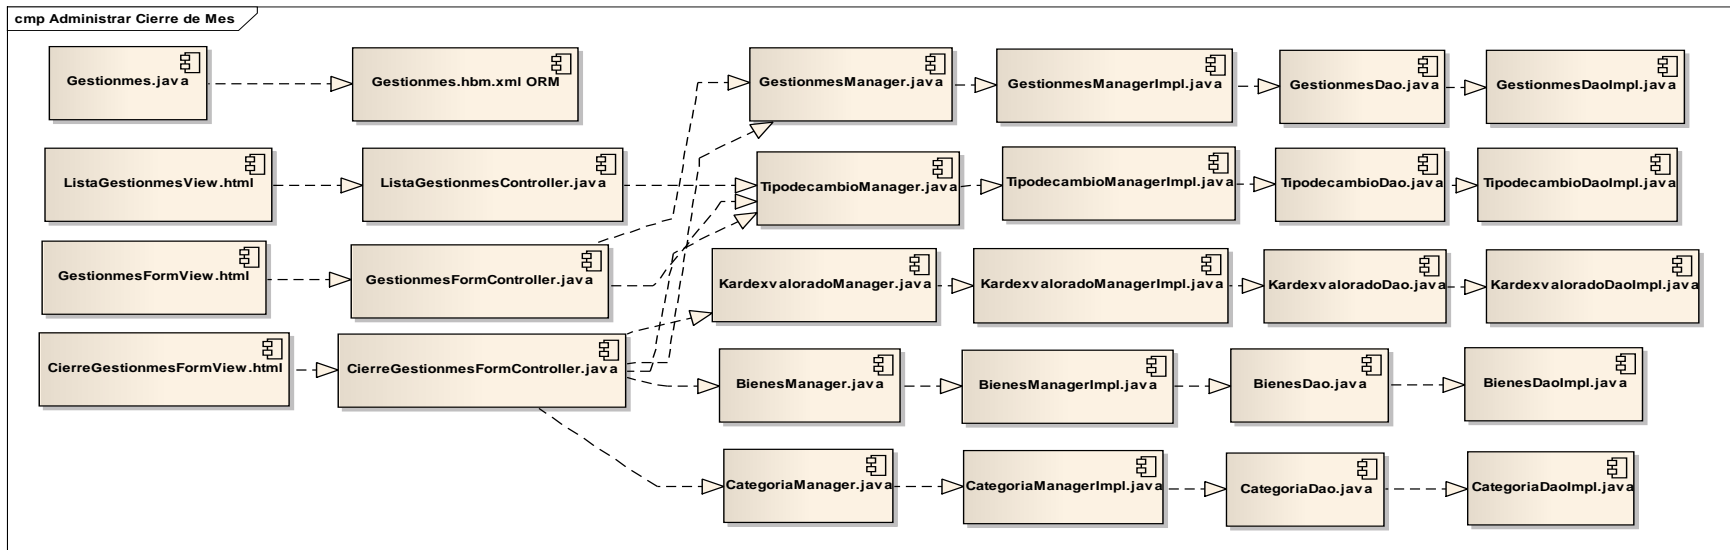 cmp Administrar Cierre de Mes
Gestionmes.java
Gestionmes.hbm.xml ORM
GestionmesManager.java
GestionmesManagerImpl.java
GestionmesDao.java
GestionmesDaoImpl.java
ListaGestionmesView.html
ListaGestionmesController.java
TipodecambioManager.java
TipodecambioManagerImpl.java
TipodecambioDao.java
TipodecambioDaoImpl.java
GestionmesFormView.html
GestionmesFormController.java
KardexvaloradoManager.java
KardexvaloradoManagerImpl.java
KardexvaloradoDao.java
KardexvaloradoDaoImpl.java
CierreGestionmesFormView.html
CierreGestionmesFormController.java
BienesManager.java
BienesManagerImpl.java
BienesDao.java
BienesDaoImpl.java
CategoriaManager.java
CategoriaManagerImpl.java
CategoriaDao.java
CategoriaDaoImpl.java